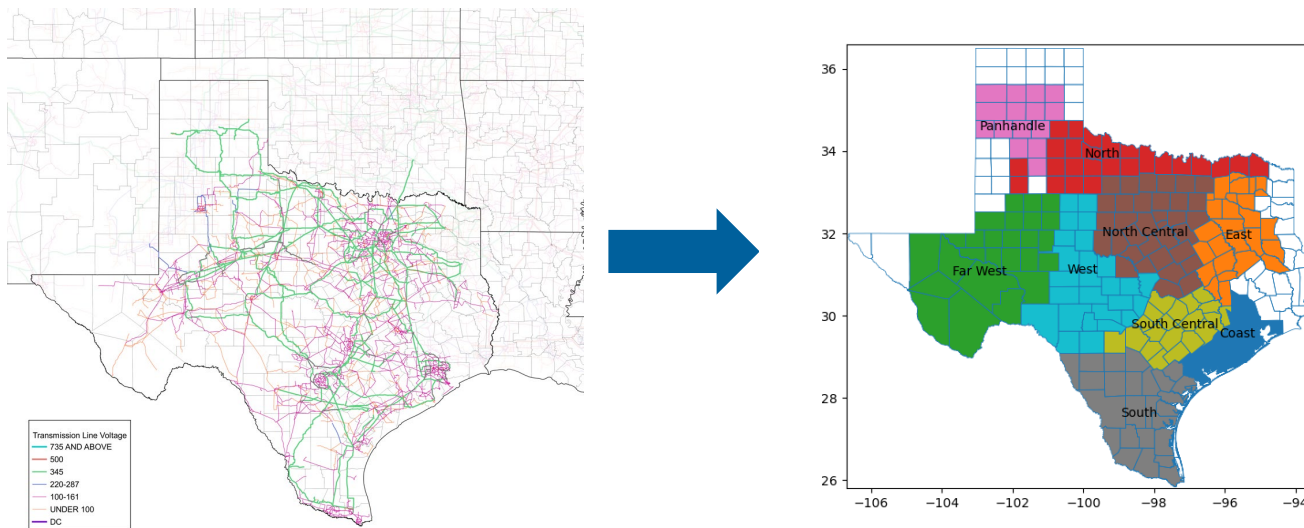 Transmission Line Voltage
735 AND ABOVE
500
345
220-287
100-161
UNDER 100
DC
36
34
32
30
28
26
Panhandle
North
North Central
East
Far West
West
South Central
Coast
South
−106
−104
−102
−100
−98
−96
−94